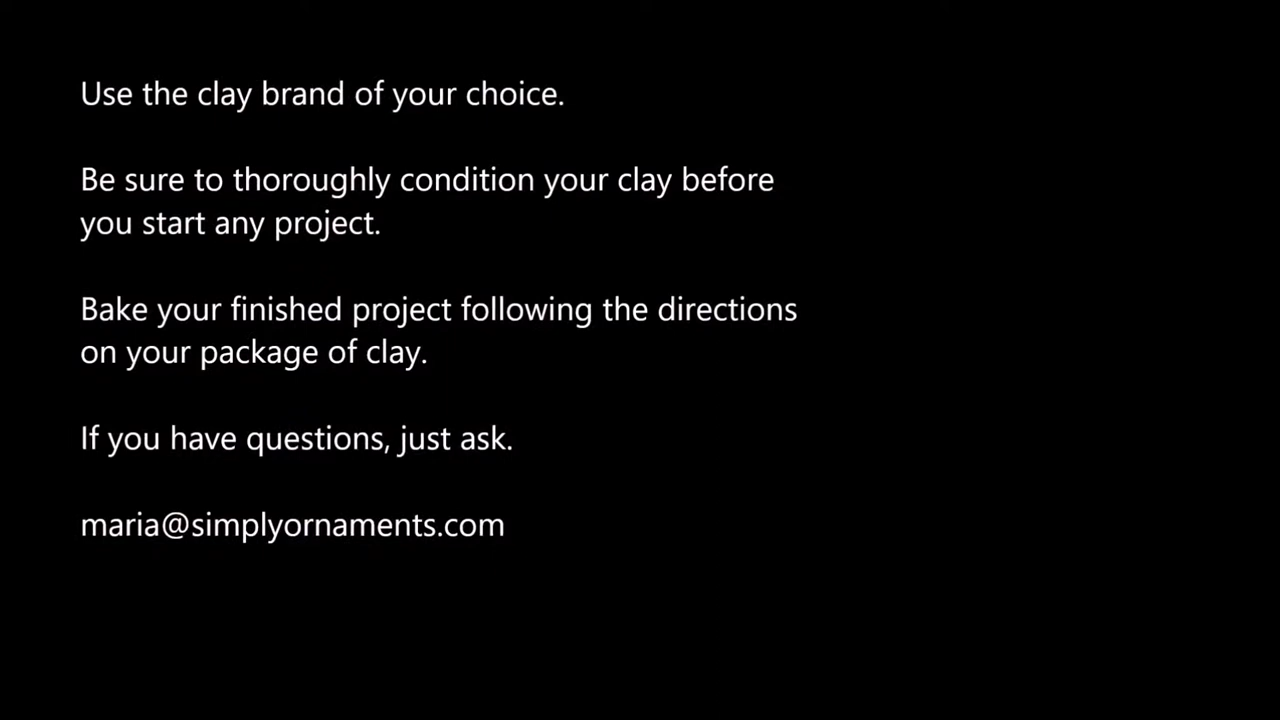 Use the clay brand of your choice.
Be sure to thoroughly condition your clay before
you start any project.
Bake your finished project following the directions
on your package of clay.
If you have questions, just ask.
maria@simplyornaments.com